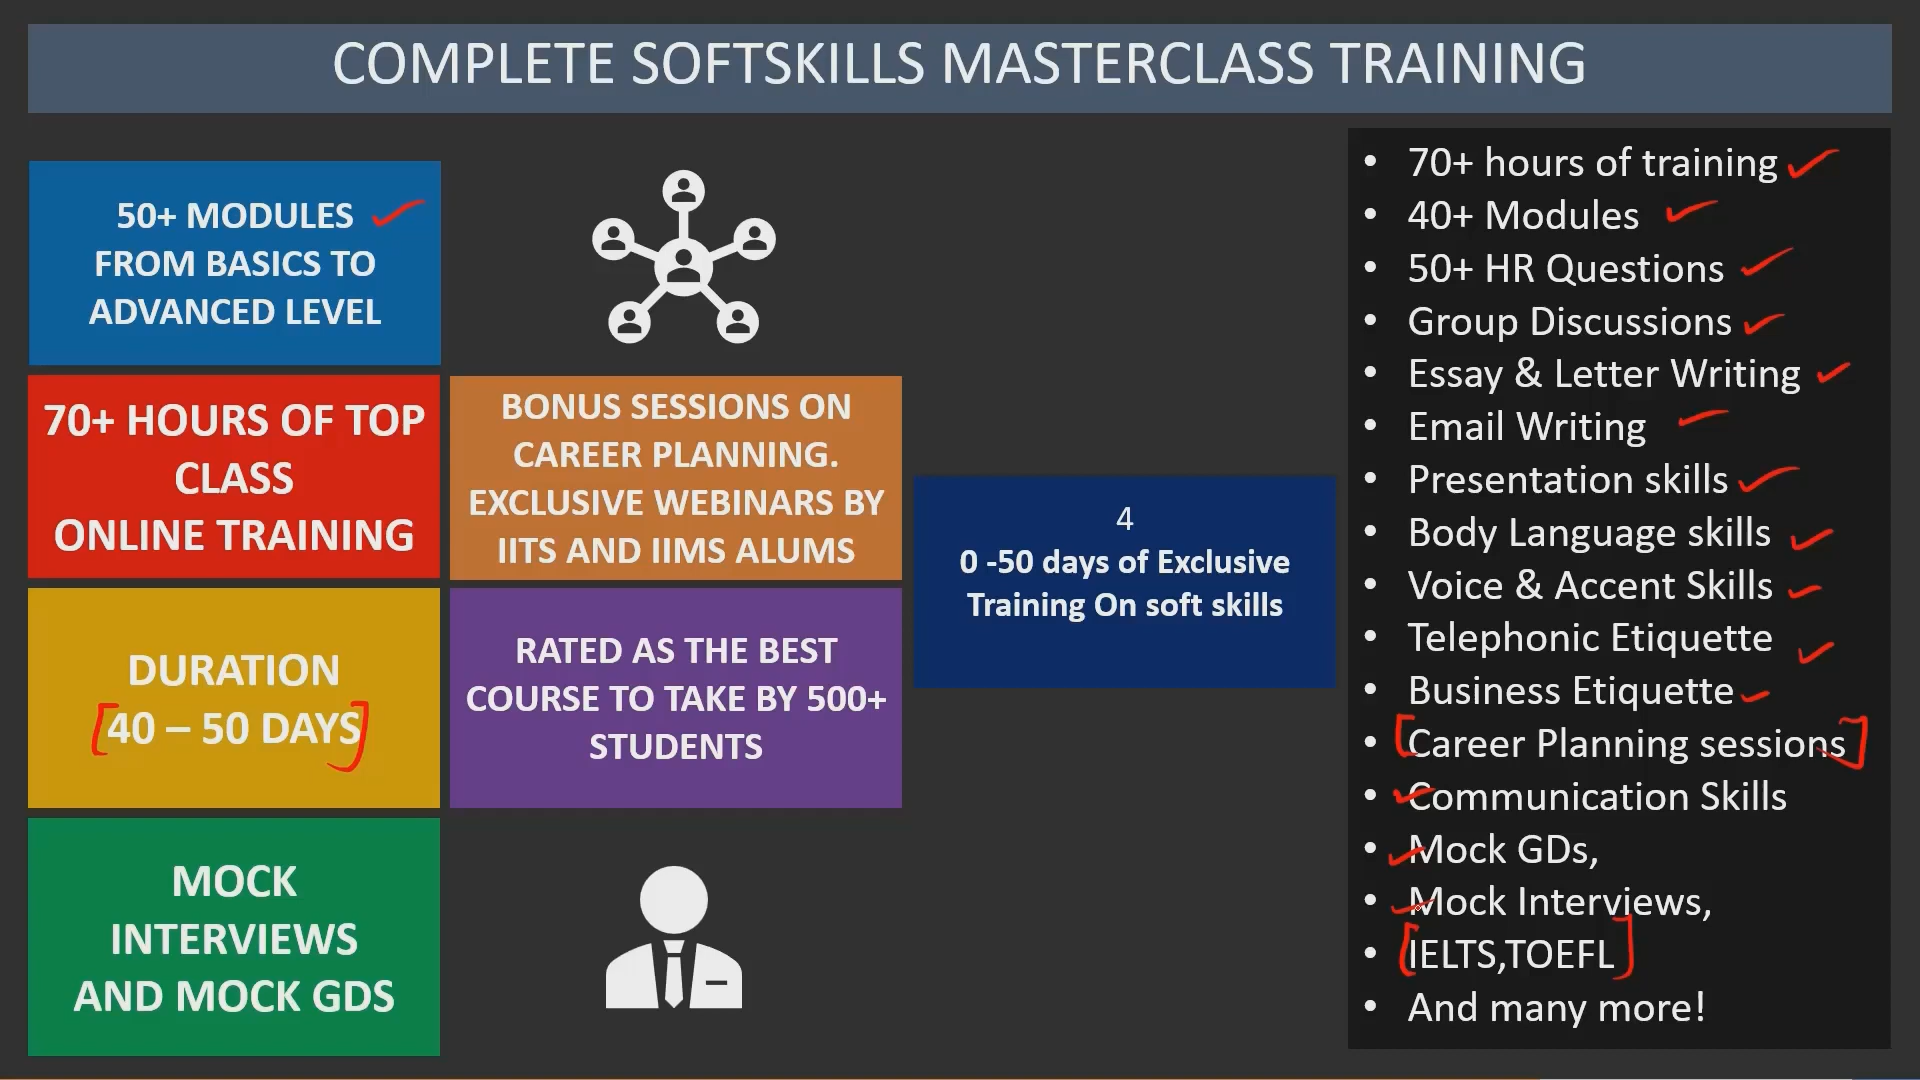 COMPLETE SOFTSKILLS MASTERCLASS TRAINING
50+ MODULES
FROM BASICS TO
ADVANCED LEVEL
70+ HOURS OF TOP
CLASS
ONLINE TRAINING
DURATION
40 – 50 DAYS
MOCK
INTERVIEWS
AND MOCK GDS
BONUS SESSIONS ON
CAREER PLANNING.
EXCLUSIVE WEBINARS BY
IITS AND IIMS ALUMS
RATED AS THE BEST
COURSE TO TAKE BY 500+
STUDENTS
4
0 -50 days of Exclusive
Training On soft skills
• 70+ hours of training
• 40+ Modules
• 50+ HR Questions
• Group Discussions
• Essay & Letter Writing
• Email Writing
• Presentation skills
• Body Language skills
• Voice & Accent Skills
• Telephonic Etiquette
• Business Etiquette
• Career Planning sessions
• Communication Skills
• Mock GDs,
• Mock Interviews,
• IELTS,TOEFL
• And many more!